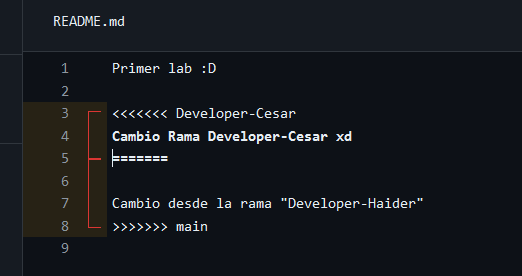 README.md
1 Primer lab :D
2
3 <<<<<<< Developer-Cesar
4 Cambio Rama Developer-Cesar xd
5 =======
6
7 Cambio desde la rama "Developer-Haider"
8 >>>>>>> main
9